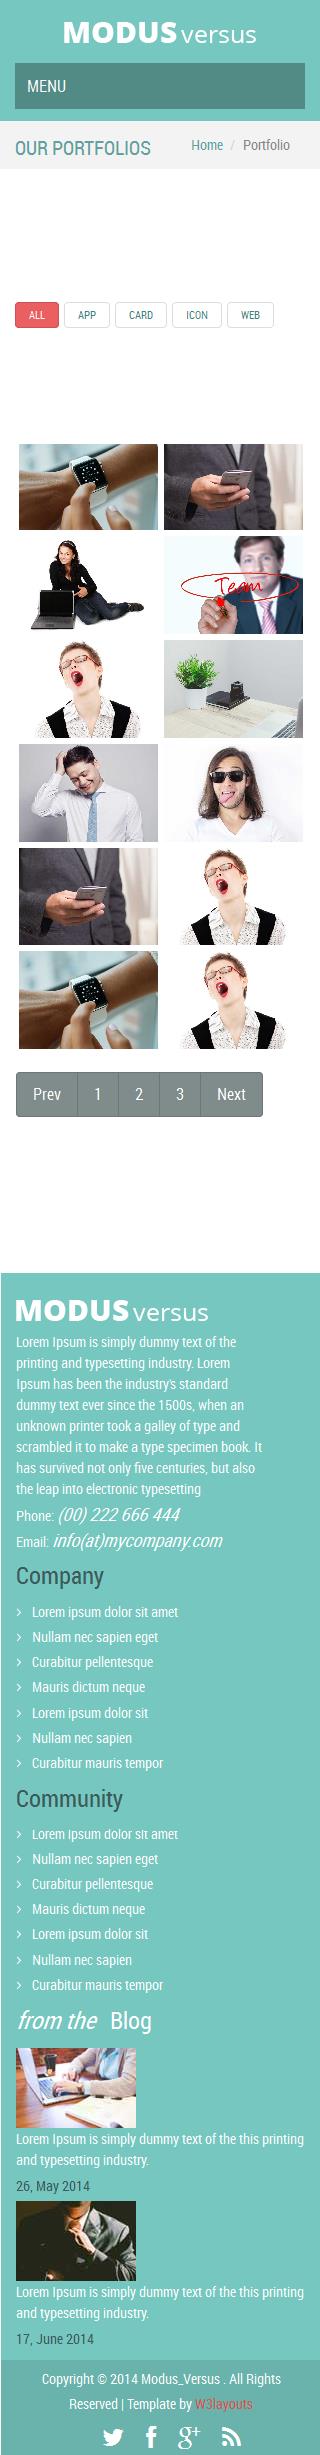 MODUS versus
MENU
OUR PORTFOLIOS
Home / Portfolio
ALL APP CARD ICON WEB
Team
Prev 1 2 3 Next
MODUS versus
Lorem Ipsum is simply dummy text of the
printing and typesetting industry. Lorem
Ipsum has been the industry's standard
dummy text ever since the 1500s, when an
unknown printer took a galley of type and
scrambled it to make a type specimen book. It
has survived not only five centuries, but also
the leap into electronic typesetting
Phone: (00) 222 666 444
Email: info(at)mycompany.com
Company
> Lorem ipsum dolor sit amet
> Nullam nec sapien eget
> Curabitur pellentesque
> Mauris dictum neque
> Lorem ipsum dolor sit
> Nullam nec sapien
> Curabitur mauris tempor
Community
> Lorem ipsum dolor sit amet
> Nullam nec sapien eget
> Curabitur pellentesque
> Mauris dictum neque
> Lorem ipsum dolor sit
> Nullam nec sapien
> Curabitur mauris tempor
from the Blog
Lorem Ipsum is simply dummy text of the this printing
and typesetting industry.
26, May 2014
Lorem Ipsum is simply dummy text of the this printing
and typesetting industry.
17, June 2014
Copyright © 2014 Modus_Versus . All Rights
Reserved | Template by W3layouts